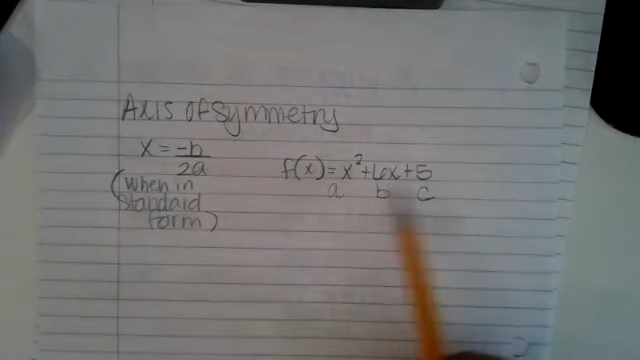 Axis of Symmetry
x = -b/2a
f(x) = x²+6x+5
a b c
(when in
standard
form)